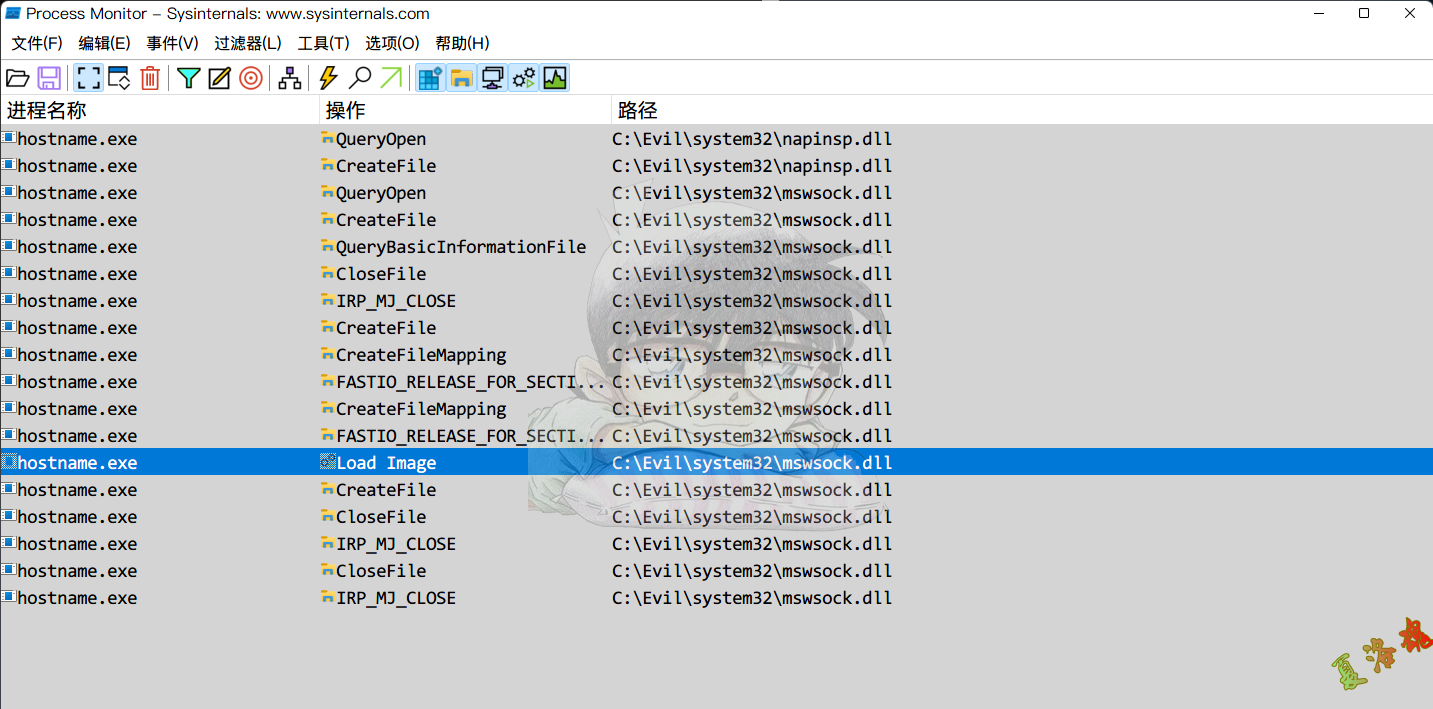 Process Monitor - Sysinternals: www.sysinternals.com
文件(F) 编辑(E) 事件(V) 过滤器(L) 工具(T) 选项(O) 帮助(H)
进程名称 操作 路径
hostname.exe QueryOpen C:\Evil\system32\napinsp.dll
hostname.exe CreateFile C:\Evil\system32\napinsp.dll
hostname.exe QueryOpen C:\Evil\system32\mswsock.dll
hostname.exe CreateFile C:\Evil\system32\mswsock.dll
hostname.exe QueryBasicInformationFile C:\Evil\system32\mswsock.dll
hostname.exe CloseFile C:\Evil\system32\mswsock.dll
hostname.exe IRP_MJ_CLOSE C:\Evil\system32\mswsock.dll
hostname.exe CreateFile C:\Evil\system32\mswsock.dll
hostname.exe CreateFileMapping C:\Evil\system32\mswsock.dll
hostname.exe FASTIO_RELEASE_FOR_SECTI... C:\Evil\system32\mswsock.dll
hostname.exe CreateFileMapping C:\Evil\system32\mswsock.dll
hostname.exe FASTIO_RELEASE_FOR_SECTI... C:\Evil\system32\mswsock.dll
hostname.exe Load Image C:\Evil\system32\mswsock.dll
hostname.exe CreateFile C:\Evil\system32\mswsock.dll
hostname.exe CloseFile C:\Evil\system32\mswsock.dll
hostname.exe IRP_MJ_CLOSE C:\Evil\system32\mswsock.dll
hostname.exe CloseFile C:\Evil\system32\mswsock.dll
hostname.exe IRP_MJ_CLOSE C:\Evil\system32\mswsock.dll
夏洛